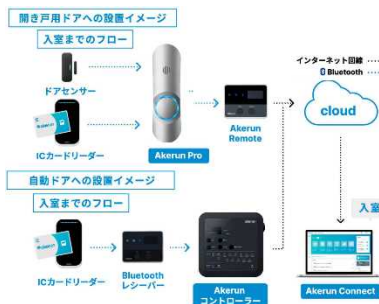 開き戸用ドアへの設置イメージ
入室までのフロー
ドアセンサー
ICカードリーダー
Akerun Pro
Akerun
Remote
インターネット回線
Bluetooth
cloud
自動ドアへの設置イメージ
入室までのフロー
ICカードリーダー
Bluetooth
レシーバー
Akerun
コントローラー
入室
Akerun Connect